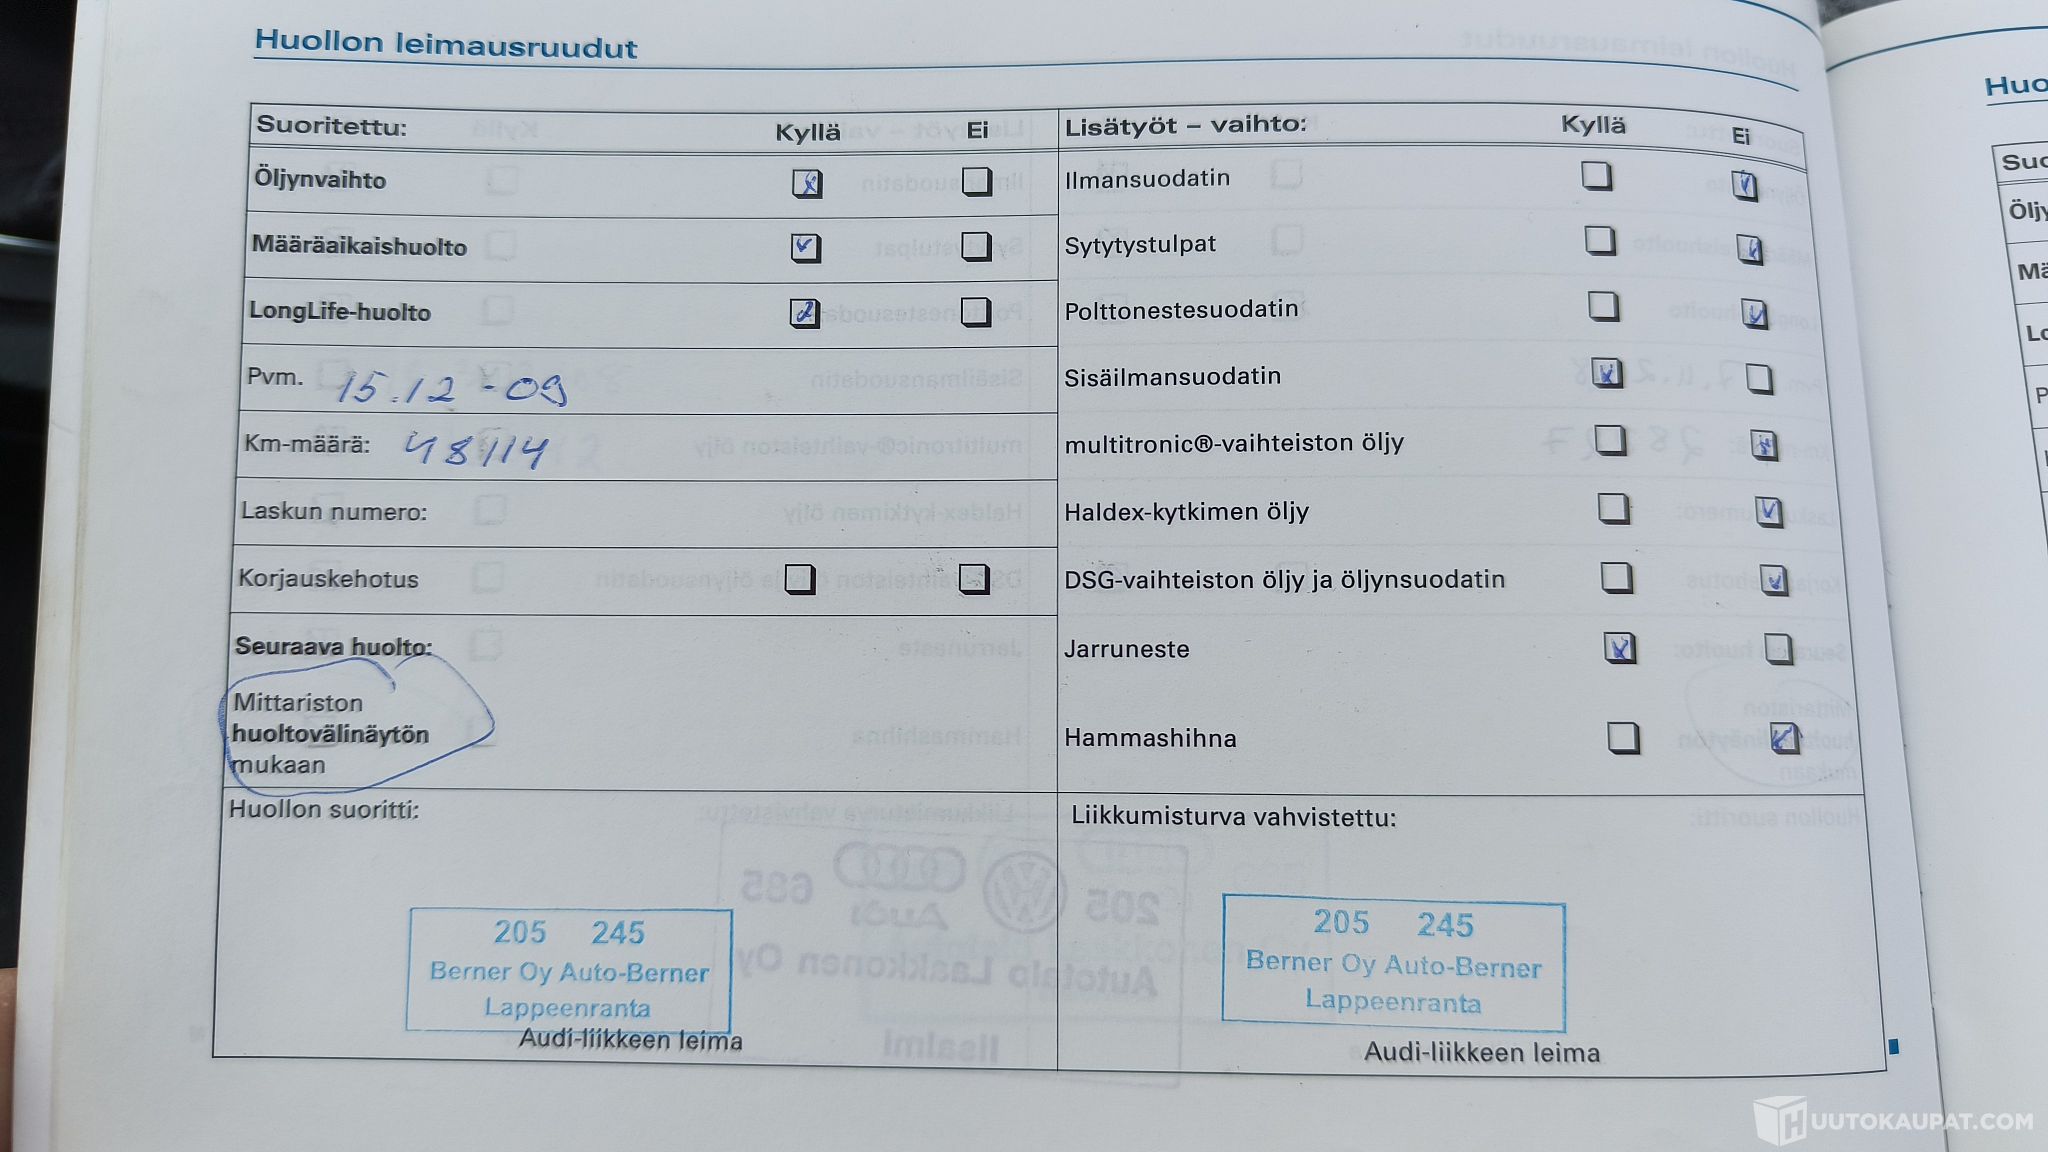 Huollon leimausruudut
Suoritettu: Kyllä Ei
Öljynvaihto
Määräaikaishuolto
LongLife-huolto
Pvm. 15.12-09
Km-määrä: 48114
Laskun numero:
Korjauskehotus
Seuraava huolto:
Mittariston
huoltovälinäytön
mukaan
Huollon suoritti:
205 245
Berner Oy Auto-Berner
Lappeenranta
Audi-liikkeen leima
Lisätyöt – vaihto: Kyllä Ei
Ilmansuodatin
Sytytystulpat
Polttonestesuodatin
Sisäilmansuodatin
multitronic®-vaihteiston öljy
Haldex-kytkimen öljy
DSG-vaihteiston öljy ja öljynsuodatin
Jarruneste
Hammashihna
Liikkumisturva vahvistettu:
205 245
Berner Oy Auto-Berner
Lappeenranta
Audi-liikkeen leima
HUUTOKAUPAT.COM